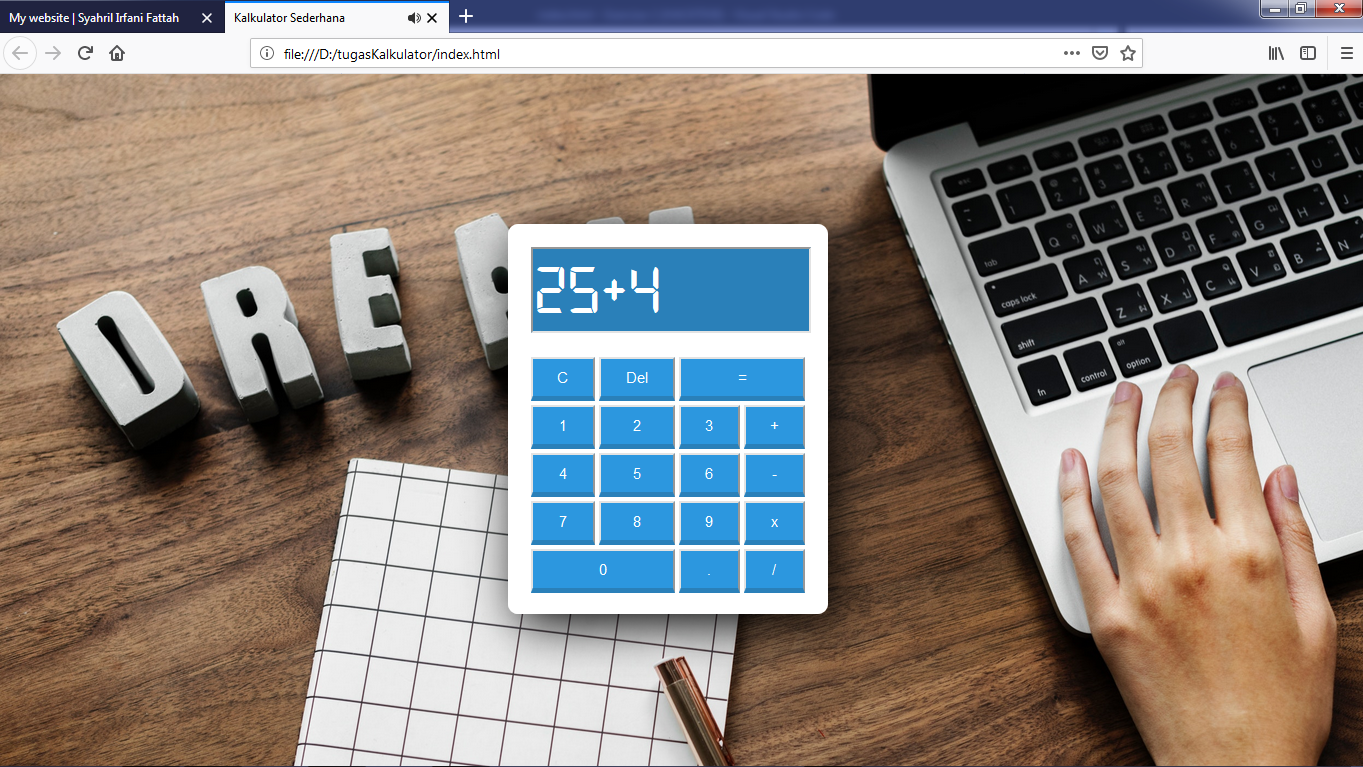 My website | Syahril Irfani Fattah
Kalkulator Sederhana
file:///D:/tugasKalkulator/index.html
DRE
25+4
C Del =
1 2 3 +
4 5 6 -
7 8 9 x
0 . /
esc
tab
caps lock
shift
fn control option
alt
Q W E R T Y U
A S D F G H J
Z X C V B N